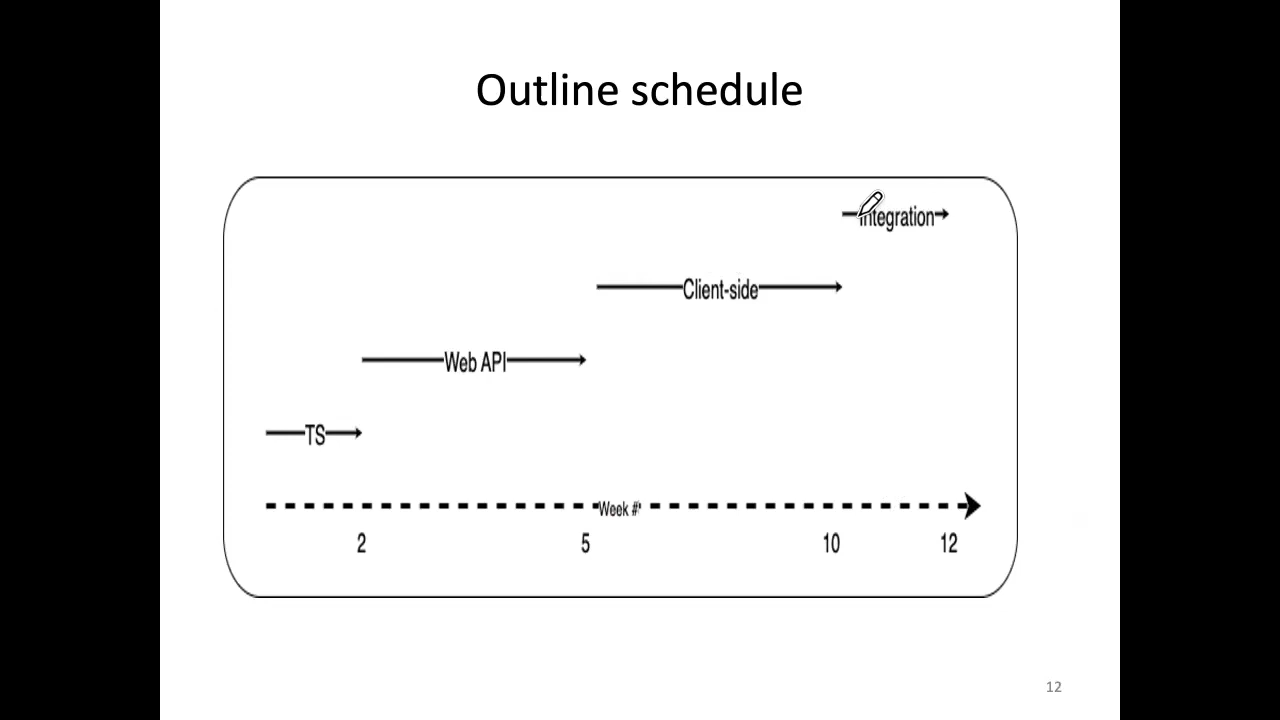 Outline schedule
Integration
Client-side
Web API
TS
Week #
2 5 10 12
12